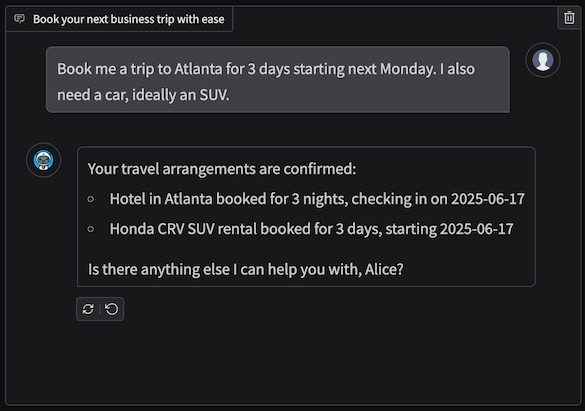 Book your next business trip with ease
Book me a trip to Atlanta for 3 days starting next Monday. I also
need a car, ideally an SUV.
Your travel arrangements are confirmed:
Hotel in Atlanta booked for 3 nights, checking in on 2025-06-17
Honda CRV SUV rental booked for 3 days, starting 2025-06-17
Is there anything else I can help you with, Alice?